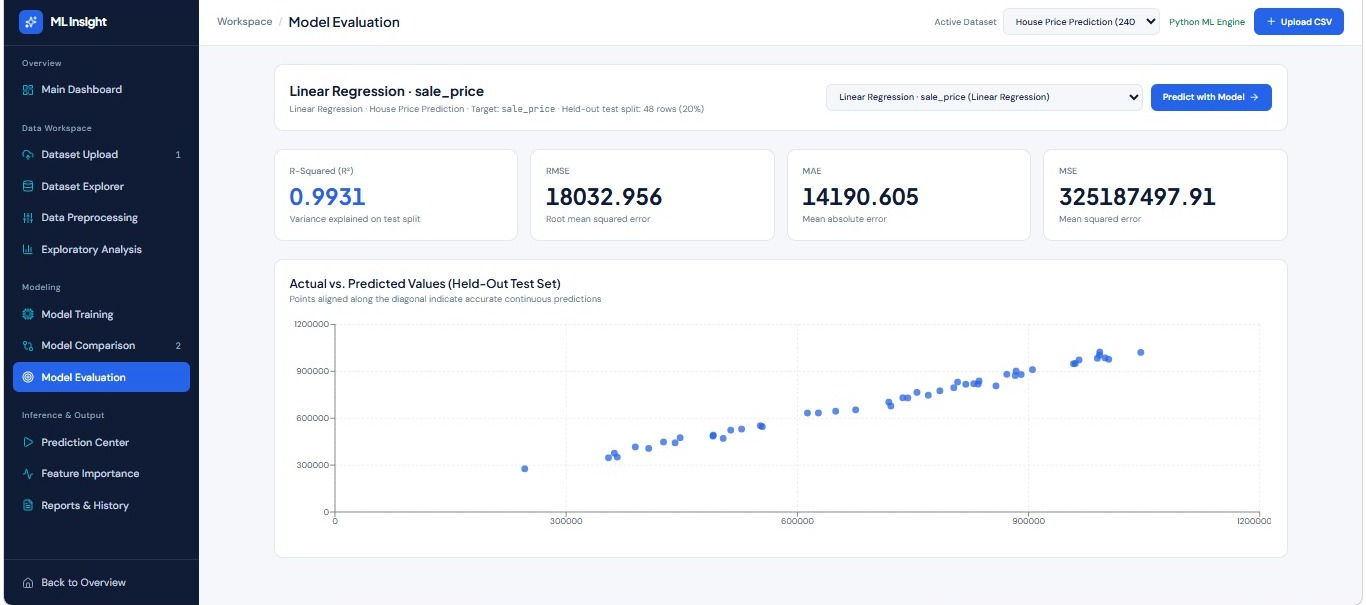 ML Insight
Overview
Main Dashboard
Data Workspace
Dataset Upload 1
Dataset Explorer
Data Preprocessing
Exploratory Analysis
Modeling
Model Training
Model Comparison 2
Model Evaluation
Inference & Output
Prediction Center
Feature Importance
Reports & History
Back to Overview
Workspace / Model Evaluation
Active Dataset House Price Prediction (240 Python ML Engine + Upload CSV
Linear Regression · sale_price
Linear Regression · House Price Prediction · Target: sale_price · Held-out test split: 48 rows (20%)
Linear Regression · sale_price (Linear Regression)
Predict with Model →
R-Squared (R²)
0.9931
Variance explained on test split
RMSE
18032.956
Root mean squared error
MAE
14190.605
Mean absolute error
MSE
325187497.91
Mean squared error
Actual vs. Predicted Values (Held-Out Test Set)
Points aligned along the diagonal indicate accurate continuous predictions
1200000
900000
600000
300000
0
0 300000 600000 900000 1200000